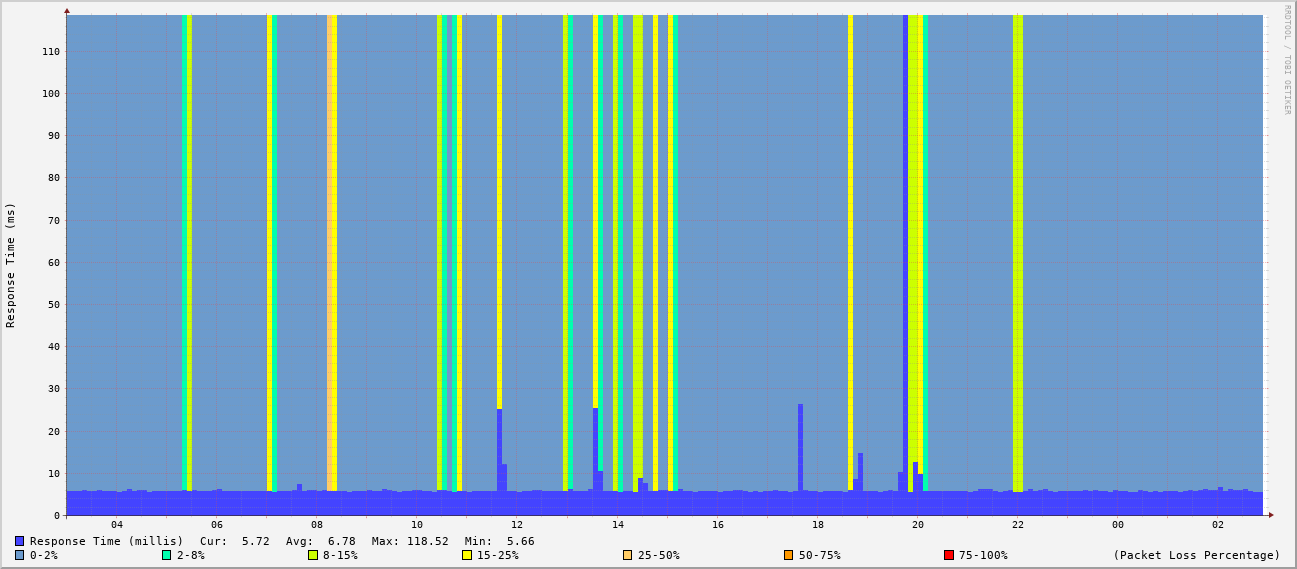 RRDTOOL / TOBI OETIKER
Response Time (ms)
110
100
90
80
70
60
50
40
30
20
10
0
04 06 08 10 12 14 16 18 20 22 00 02
Response Time (millis) Cur: 5.72 Avg: 6.78 Max: 118.52 Min: 5.66
0-2% 2-8% 8-15% 15-25% 25-50% 50-75% 75-100% (Packet Loss Percentage)